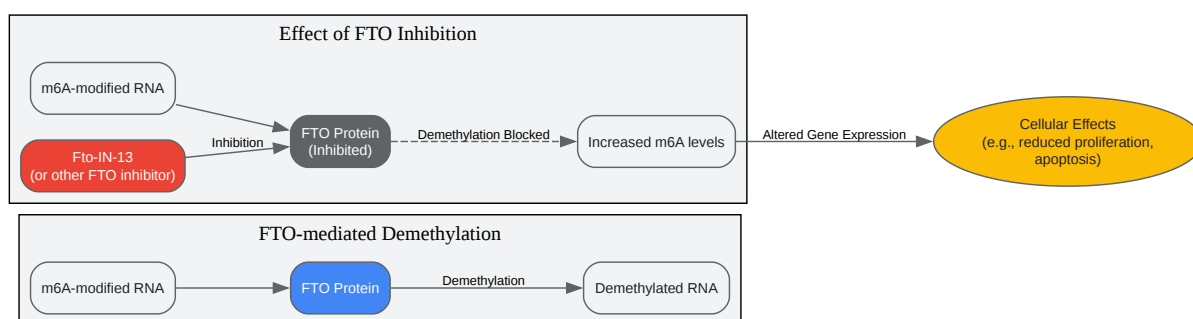 Effect of FTO Inhibition
m6A-modified RNA
Fto-IN-13
(or other FTO inhibitor)
Inhibition
FTO Protein
(Inhibited)
Demethylation Blocked
Increased m6A levels
Altered Gene Expression
Cellular Effects
(e.g., reduced proliferation,
apoptosis)
FTO-mediated Demethylation
m6A-modified RNA
FTO Protein
Demethylation
Demethylated RNA